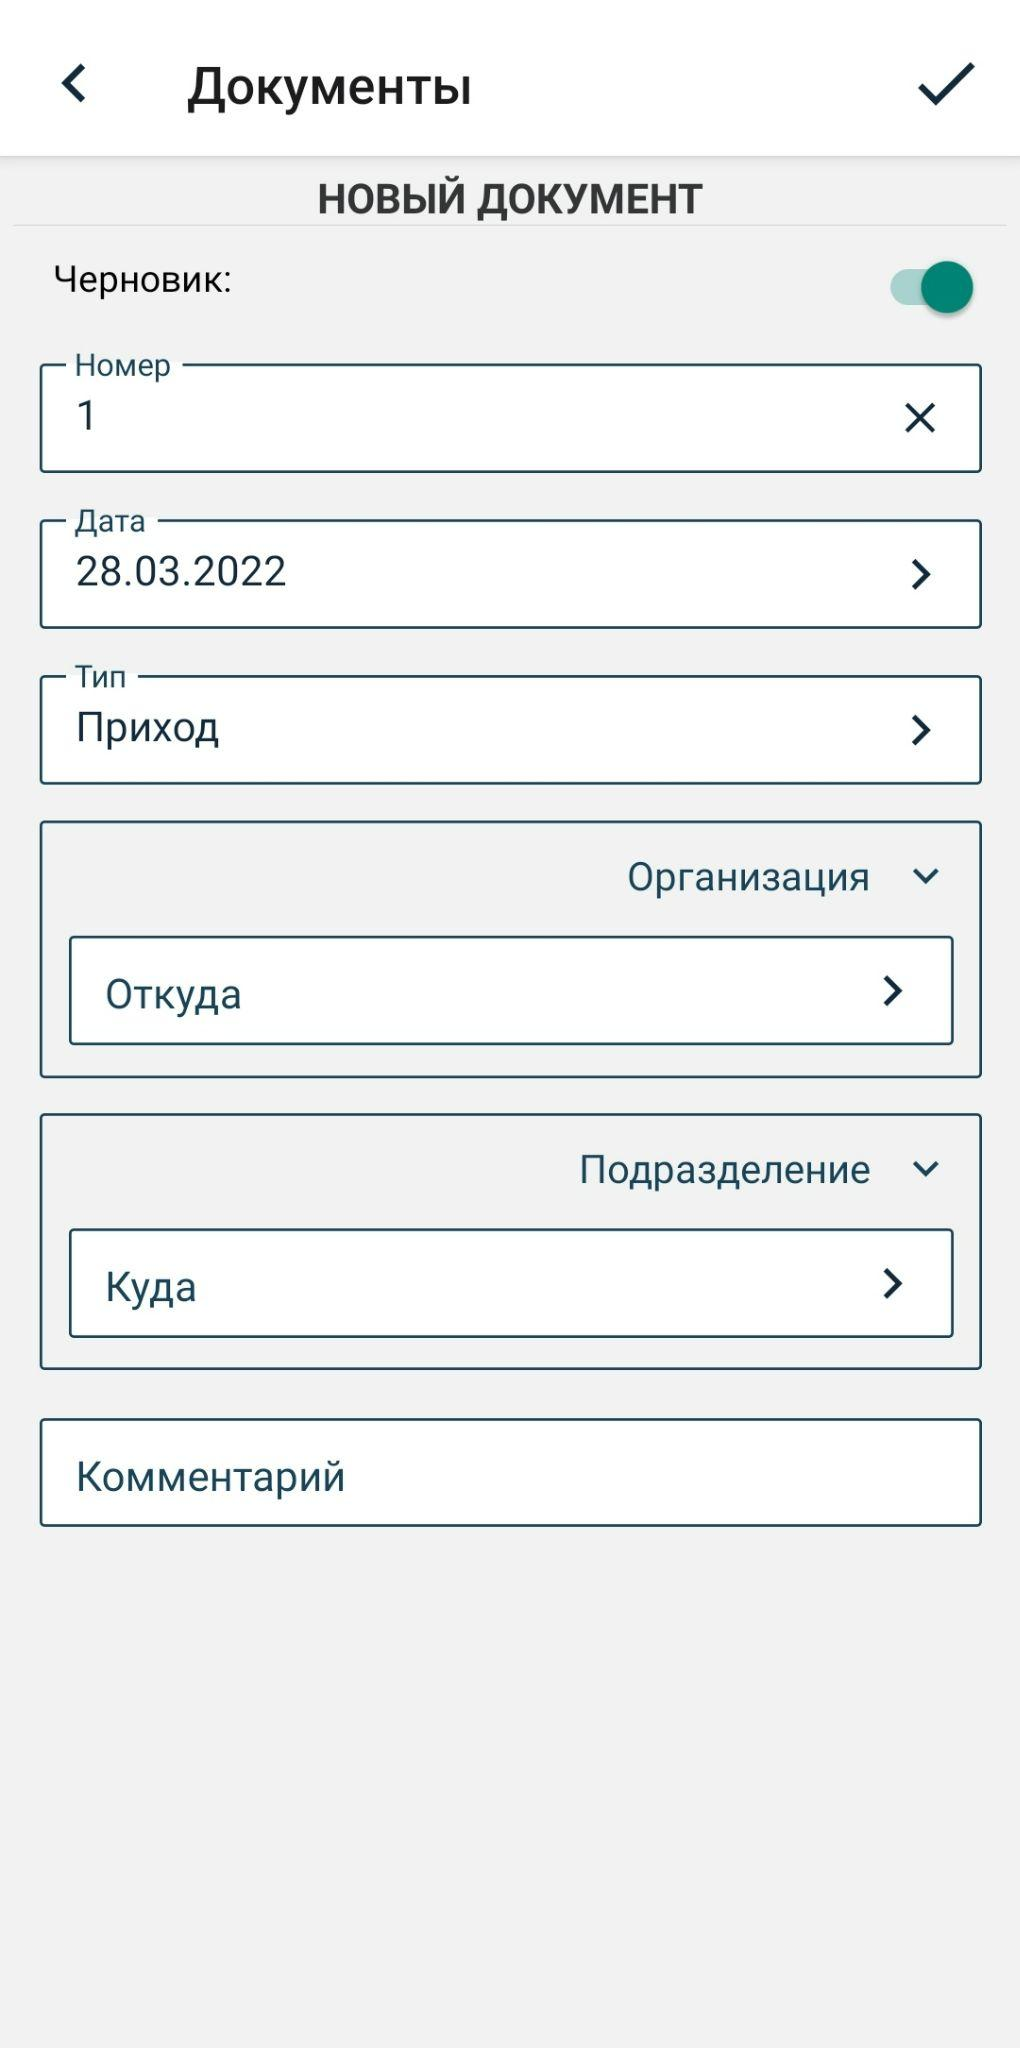 Документы
НОВЫЙ ДОКУМЕНТ
Черновик:
Номер
1
Дата
28.03.2022
Тип
Приход
Организация
Откуда
Подразделение
Куда
Комментарий